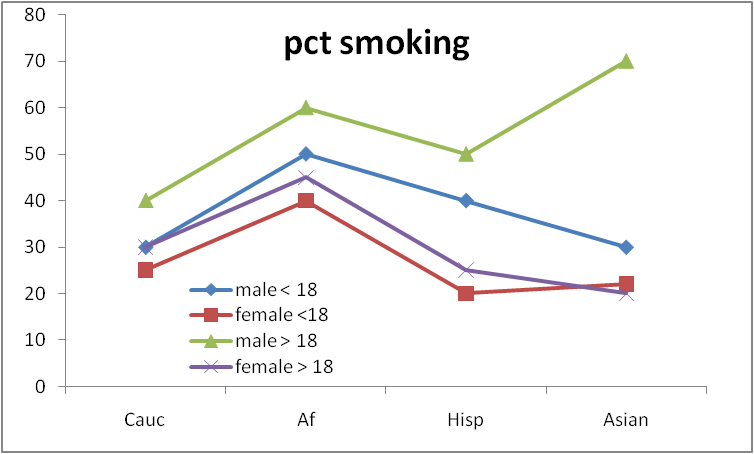 pct smoking
80
70
60
50
40
30
20
10
0
male < 18
female <18
male > 18
female > 18
Cauc Af Hisp Asian